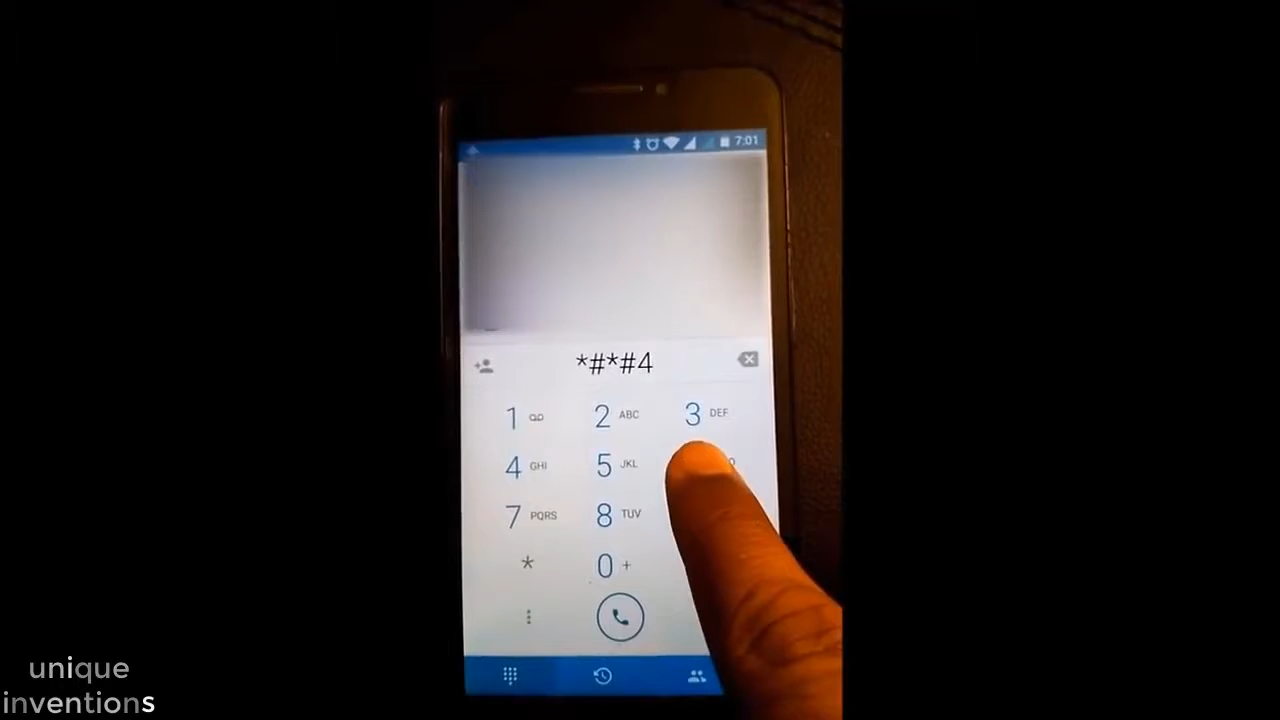 7:01
*#*#4
1 2 ABC 3 DEF
4 GHI 5 JKL
7 PQRS 8 TUV
* 0 +
unique
inventions